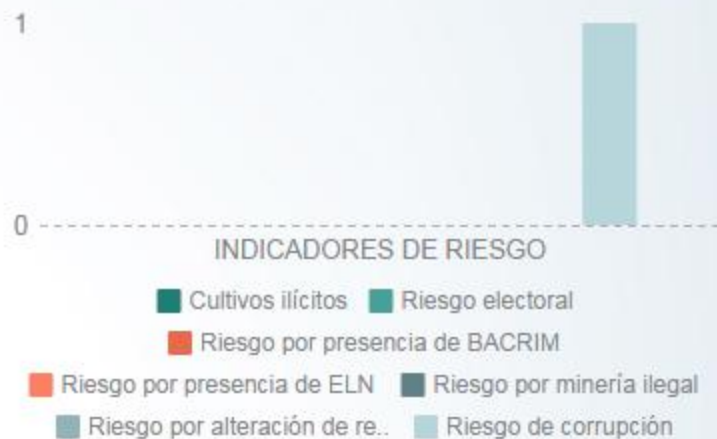 1
0
INDICADORES DE RIESGO
Cultivos ilícitos Riesgo electoral
Riesgo por presencia de BACRIM
Riesgo por presencia de ELN Riesgo por minería ilegal
Riesgo por alteración de re.. Riesgo de corrupción